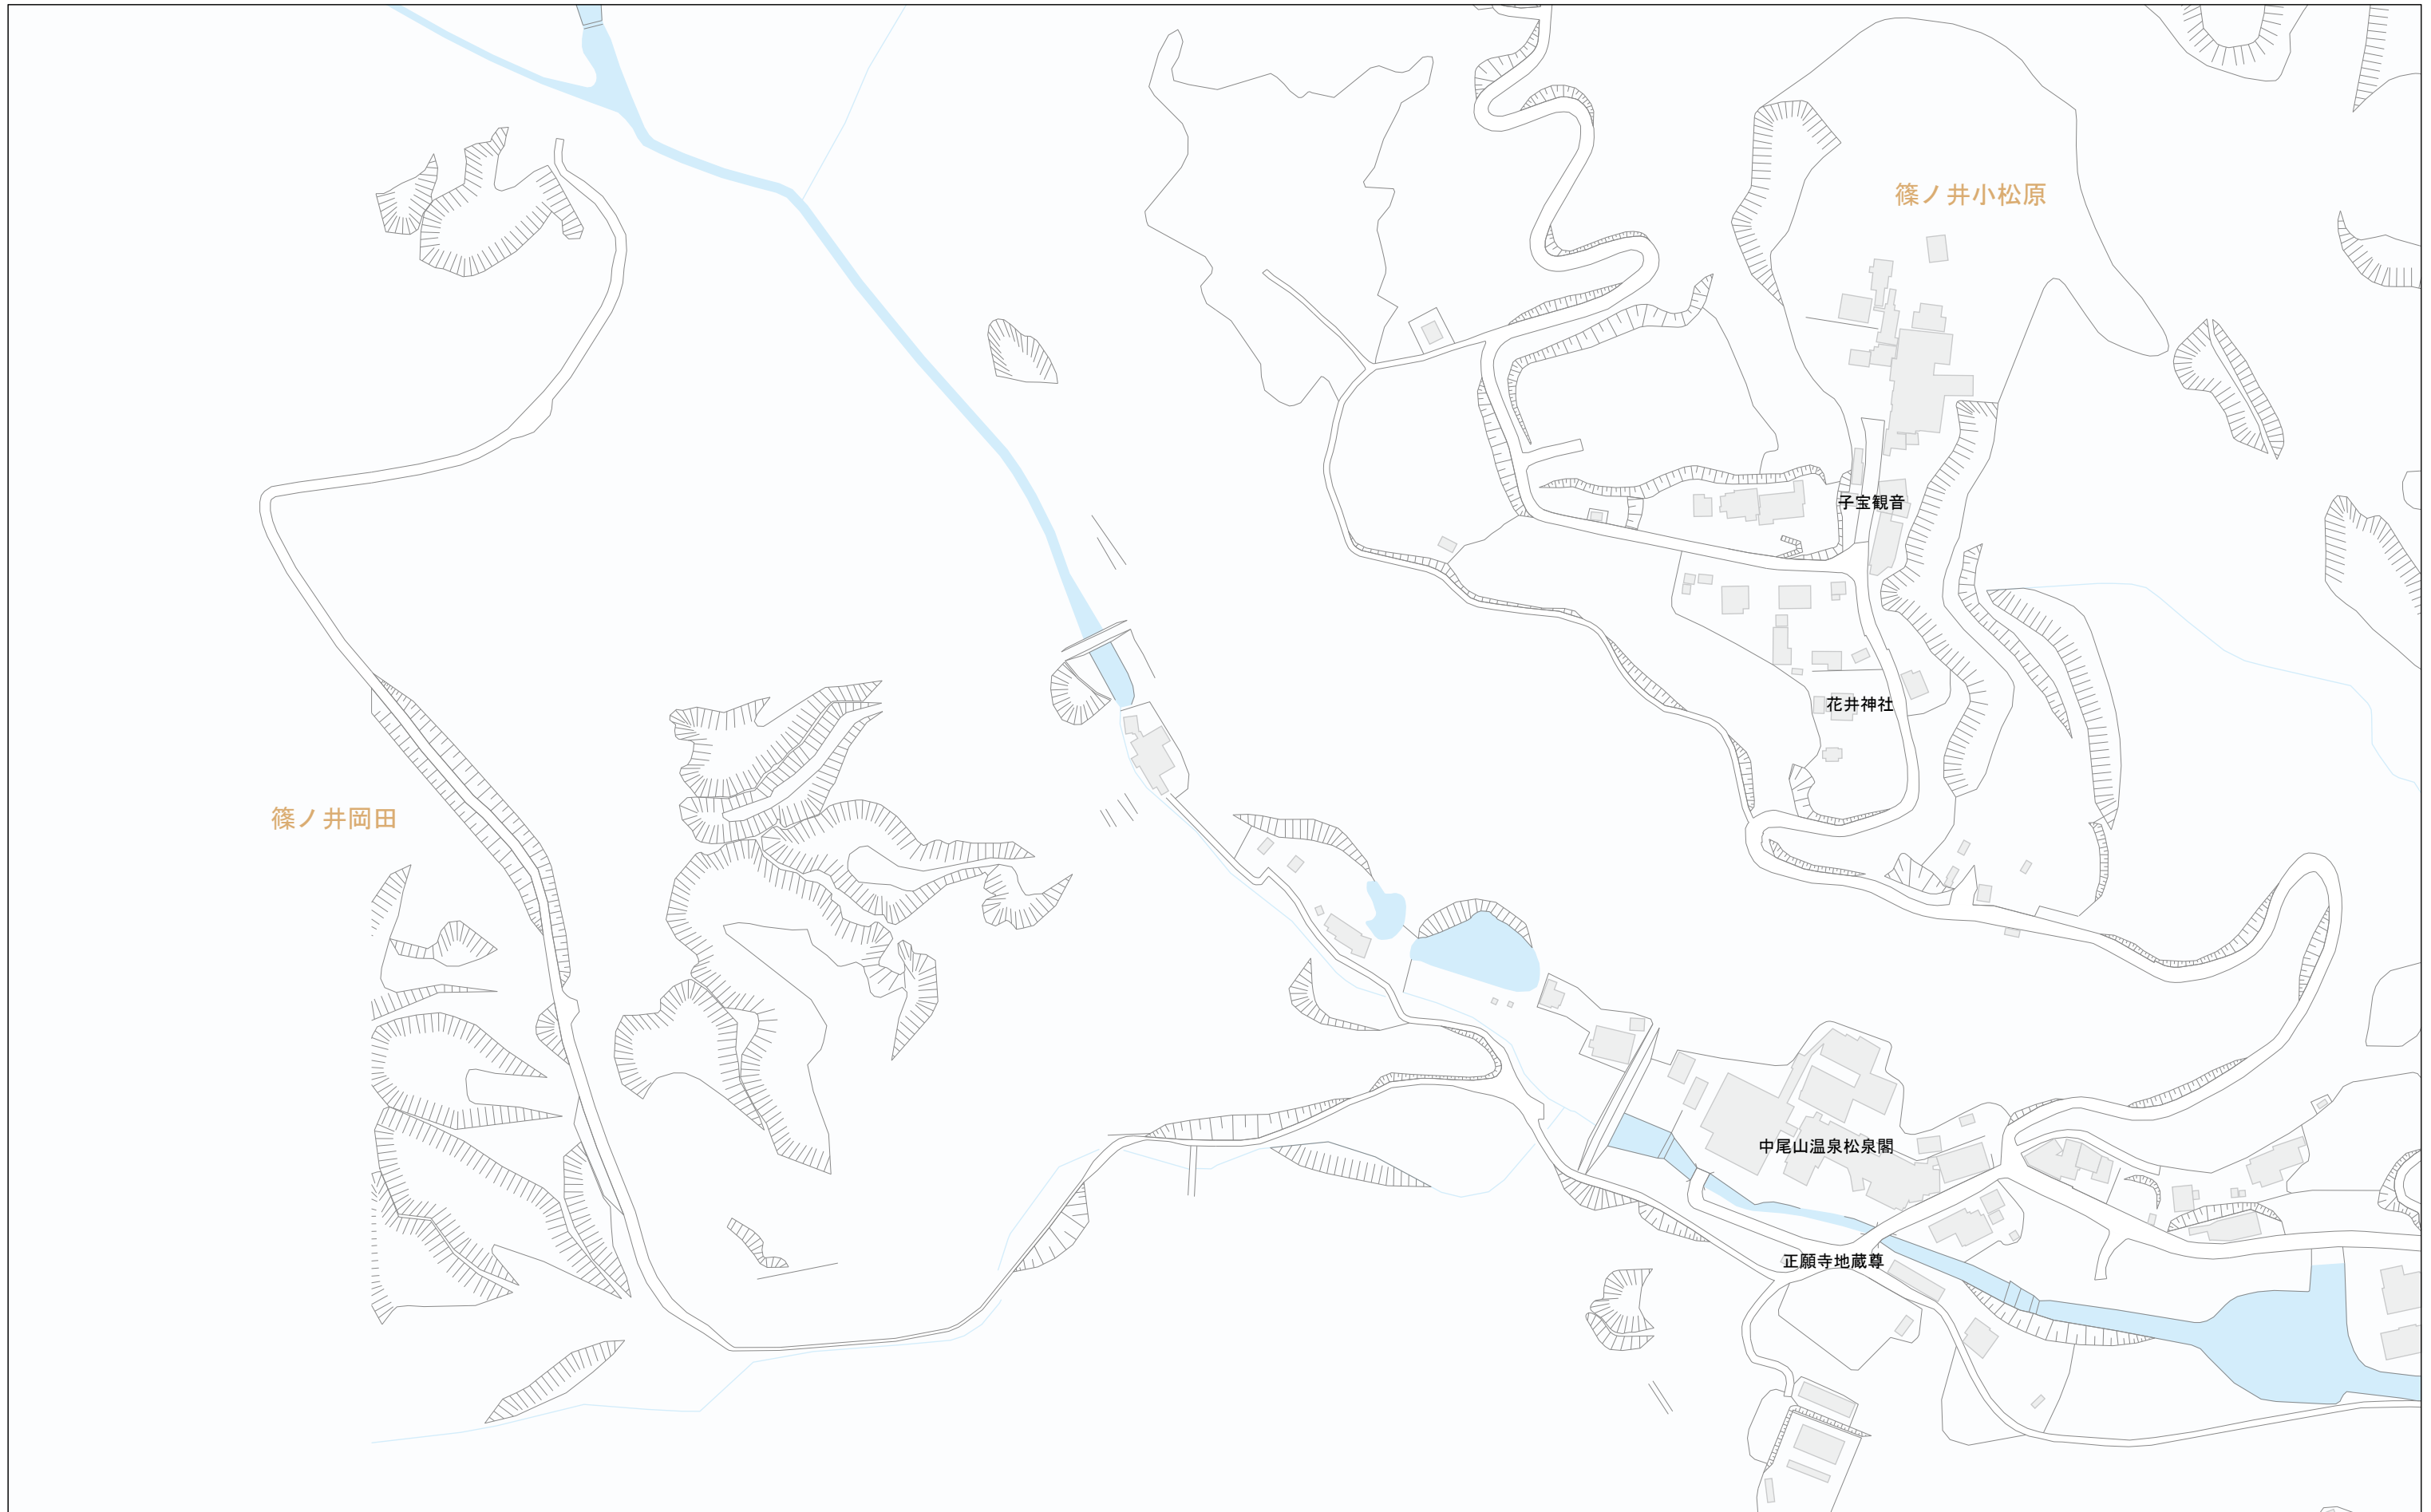 篠ノ井小松原
子宝観音
花井神社
篠ノ井岡田
中尾山温泉松泉閣
正願寺地蔵尊